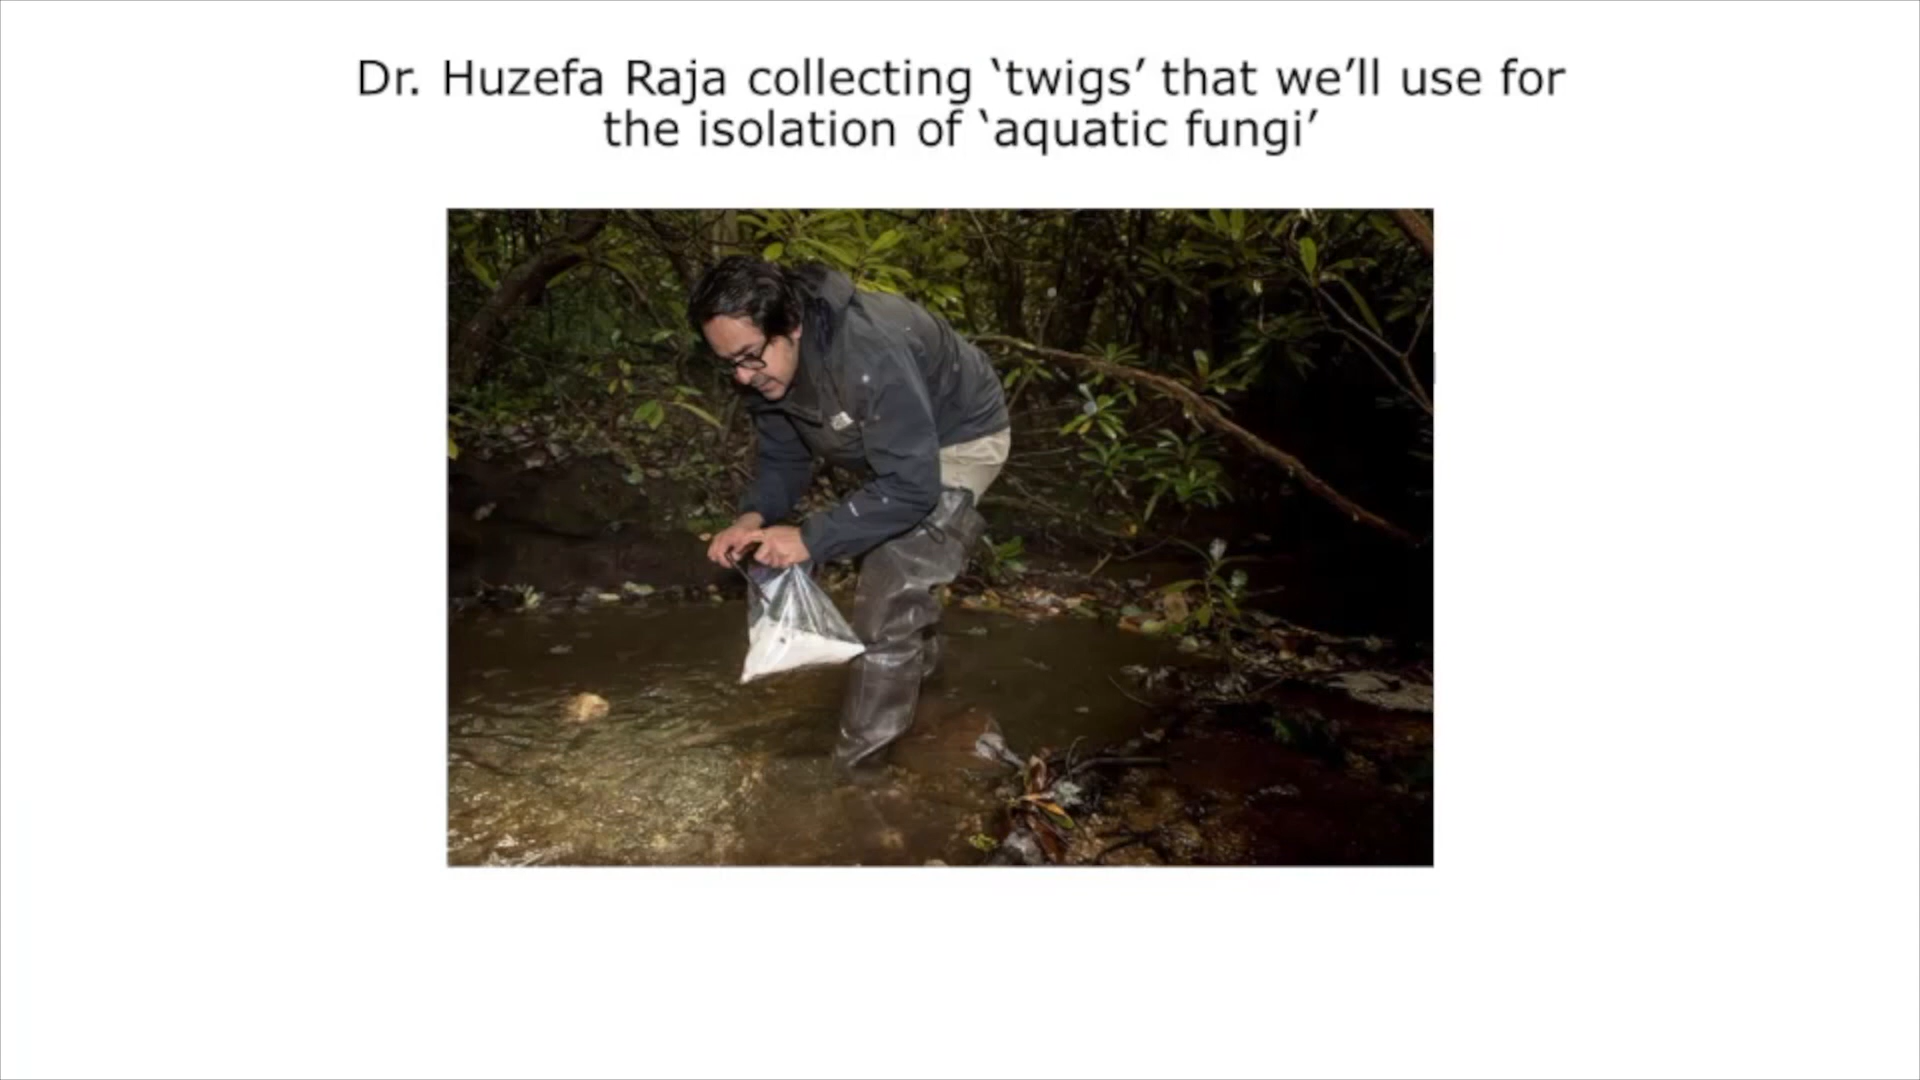 Dr. Huzefa Raja collecting ‘twigs’ that we’ll use for
the isolation of ‘aquatic fungi’